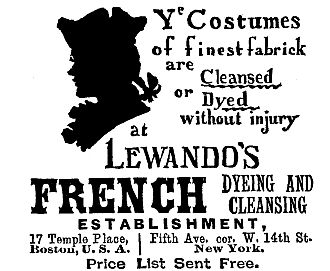 Yᵉ Costumes
of finest fabrick
are Cleansed
or Dyed
without injury
at
LEWANDO'S
FRENCH DYEING AND CLEANSING
ESTABLISHMENT,
17 Temple Place, | Fifth Ave. cor. W. 14th St.
Boston, U. S. A. | New York.
Price List Sent Free.